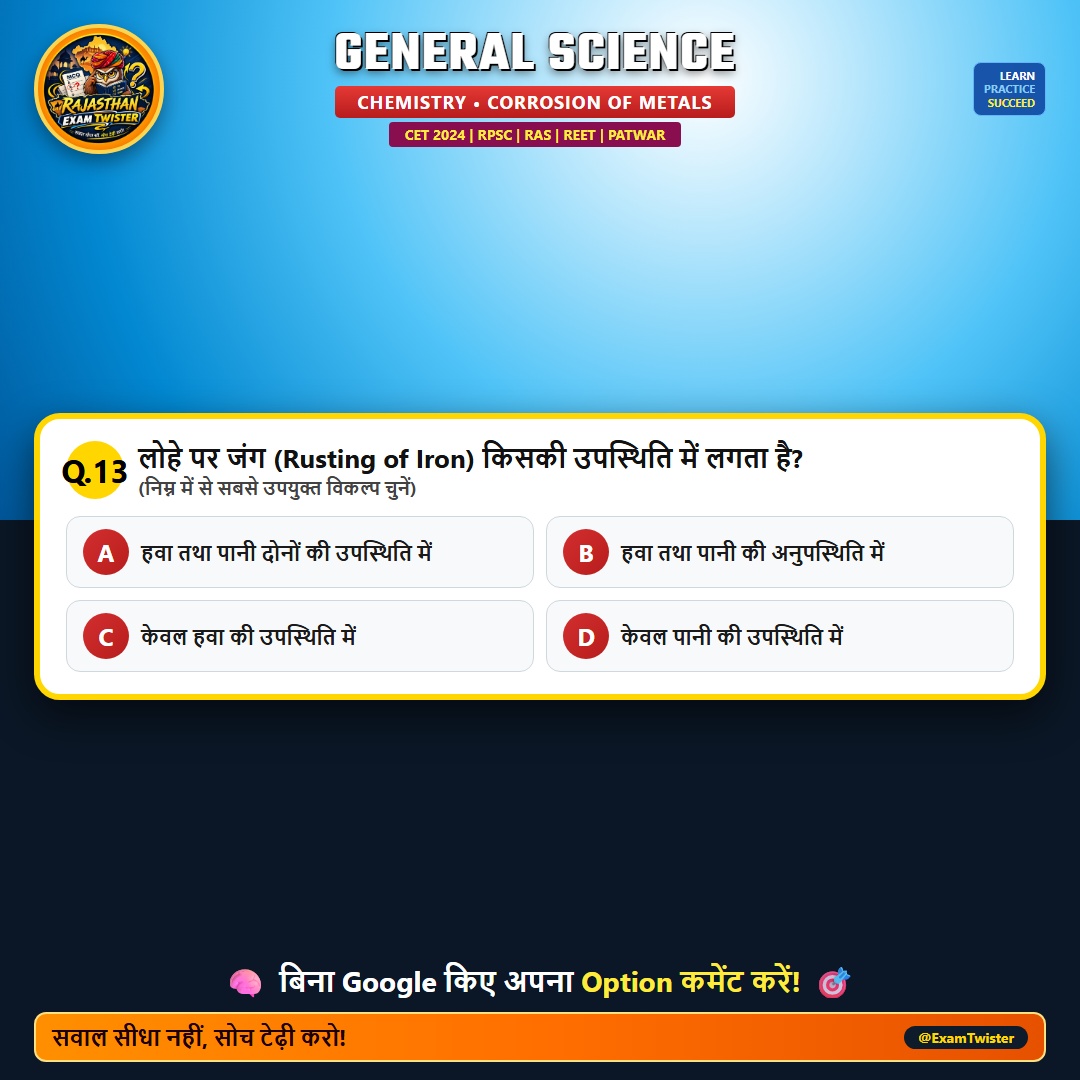 MCQ
RAJASTHAN
EXAM TWISTER
GENERAL SCIENCE
CHEMISTRY • CORROSION OF METALS
CET 2024 | RPSC | RAS | REET | PATWAR
LEARN
PRACTICE
SUCCEED
Q.13 लोहे पर जंग (Rusting of Iron) किसकी उपस्थिति में लगता है?
(निम्न में से सबसे उपयुक्त विकल्प चुनें)
A हवा तथा पानी दोनों की उपस्थिति में
B हवा तथा पानी की अनुपस्थिति में
C केवल हवा की उपस्थिति में
D केवल पानी की उपस्थिति में
बिना Google किए अपना Option कमेंट करें!
सवाल सीधा नहीं, सोच टेढ़ी करो!
@ExamTwister